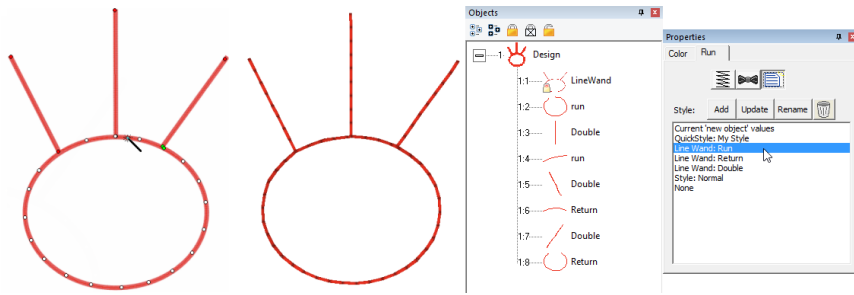 Objects
1 Design
1:1 LineWand
1:2 run
1:3 Double
1:4 run
1:5 Double
1:6 Return
1:7 Double
1:8 Return
Properties
Color Run
Style: Add Update Rename
Current 'new object' values
QuickStyle: My Style
Line Wand: Run
Line Wand: Return
Line Wand: Double
Style: Normal
None